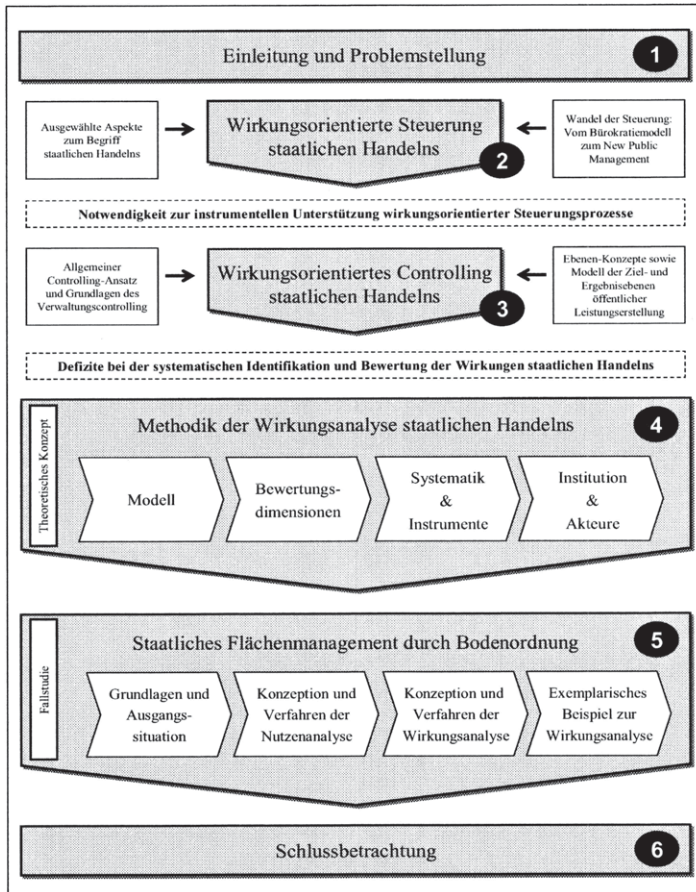 Einleitung und Problemstellung
1
Ausgewählte Aspekte
zum Begriff
staatlichen Handelns
Wirkungsorientierte Steuerung
staatlichen Handelns
2
Wandel der Steuerung:
Vom Bürokratiemodell
zum New Public
Management
Notwendigkeit zur instrumentellen Unterstützung wirkungsorientierter Steuerungsprozesse
Allgemeiner
Controlling-Ansatz
und Grundlagen des
Verwaltungscontrolling
Wirkungsorientiertes Controlling
staatlichen Handelns
3
Ebenen-Konzepte sowie
Modell der Ziel- und
Ergebnisebenen
öffentlicher
Leistungserstellung
Defizite bei der systematischen Identifikation und Bewertung der Wirkungen staatlichen Handelns
Theoretisches Konzept
Methodik der Wirkungsanalyse staatlichen Handelns
4
Modell
Bewertungs-
dimensionen
Systematik
&
Instrumente
Institution
&
Akteure
Fallstudie
Staatliches Flächenmanagement durch Bodenordnung
5
Grundlagen und
Ausgangs-
situation
Konzeption und
Verfahren der
Nutzenanalyse
Konzeption und
Verfahren der
Wirkungsanalyse
Exemplarisches
Beispiel zur
Wirkungsanalyse
Schlussbetrachtung
6